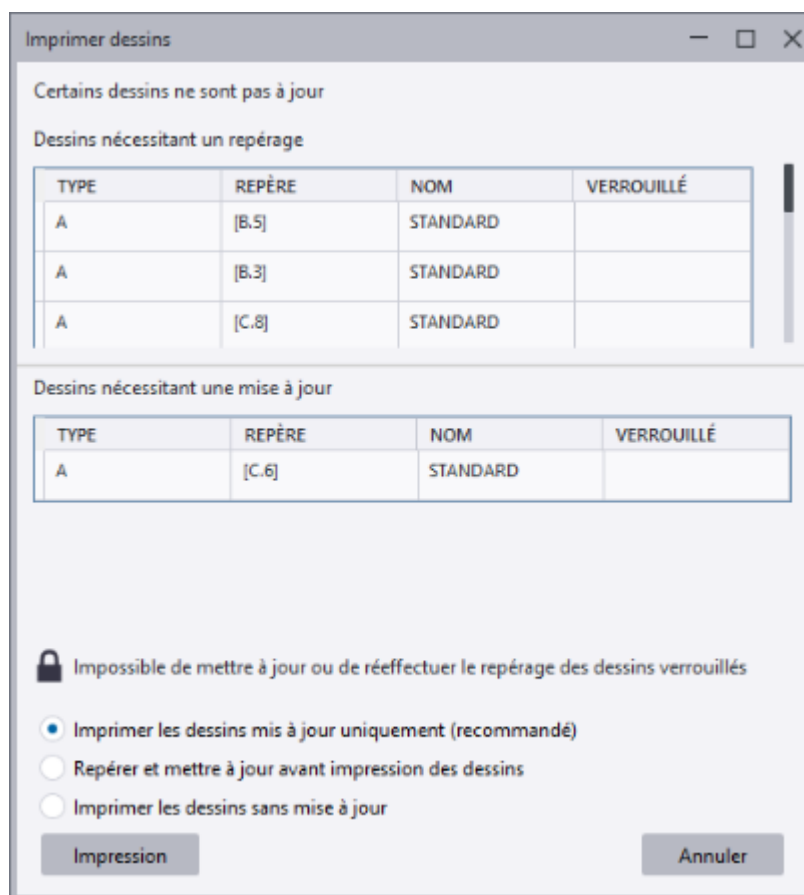 Imprimer dessins
Certains dessins ne sont pas à jour
Dessins nécessitant un repérage
TYPE REPÈRE NOM VERROUILLÉ
A [B.5] STANDARD
A [B.3] STANDARD
A [C.8] STANDARD
Dessins nécessitant une mise à jour
TYPE REPÈRE NOM VERROUILLÉ
A [C.6] STANDARD
Impossible de mettre à jour ou de réeffectuer le repérage des dessins verrouillés
Imprimer les dessins mis à jour uniquement (recommandé)
Repérer et mettre à jour avant impression des dessins
Imprimer les dessins sans mise à jour
Impression Annuler